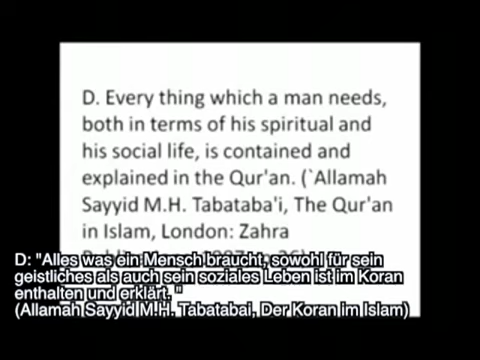 D. Every thing which a man needs,
both in terms of his spiritual and
his social life, is contained and
explained in the Qur'an. (`Allamah
Sayyid M.H. Tabataba'i, The Qur'an
in Islam, London: Zahra
D: "Alles was ein Mensch braucht, sowohl für sein
geistliches als auch sein soziales Leben ist im Koran
enthalten und erklärt. "
(Allamah Sayyid M.H. Tabatabai, Der Koran im Islam)